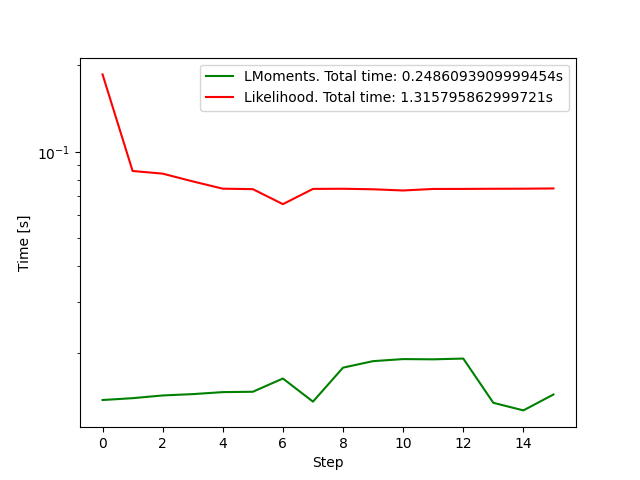 LMoments. Total time: 0.2486093909999454s
Likelihood. Total time: 1.315795862999721s
10⁻¹
Time [s]
0 2 4 6 8 10 12 14
Step